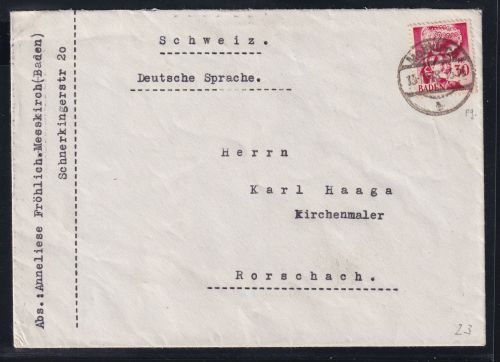 Schweiz.
Deutsche Sprache.
30
BADEN
Herrn
Karl Haaga
Kirchenmaler
Rorschach.
Abs.:Anneliese Fröhlich.Messkirch(Baden)
Schnerkingerstr 20
23